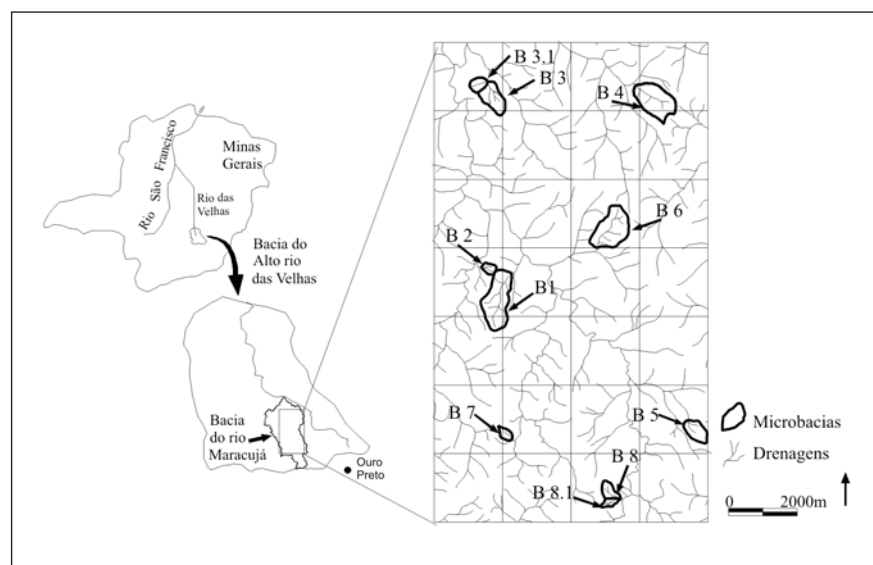 Minas
Gerais
Rio São Francisco
Rio das
Velhas
Bacia do
Alto rio
das Velhas
Bacia
do rio
Maracujá
Ouro
Preto
B 3.1
B 3
B 4
B 6
B 2
B1
B 7
B 5
B 8
B 8.1
Microbacias
Drenagens
0 2000m